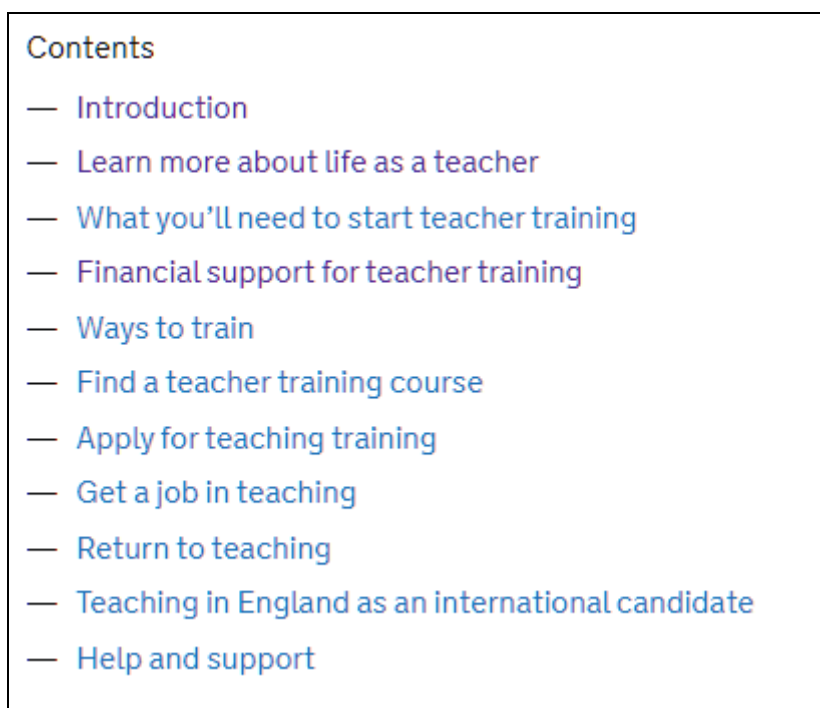 Contents
— Introduction
— Learn more about life as a teacher
— What you’ll need to start teacher training
— Financial support for teacher training
— Ways to train
— Find a teacher training course
— Apply for teaching training
— Get a job in teaching
— Return to teaching
— Teaching in England as an international candidate
— Help and support